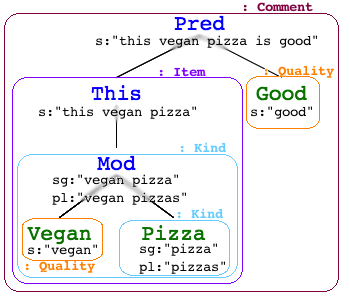 : Comment
Pred
s:"this vegan pizza is good"
: Item
: Quality
This
s:"this vegan pizza"
Good
s:"good"
: Kind
Mod
sg:"vegan pizza"
pl:"vegan pizzas"
: Kind
Vegan
s:"vegan"
: Quality
Pizza
sg:"pizza"
pl:"pizzas"